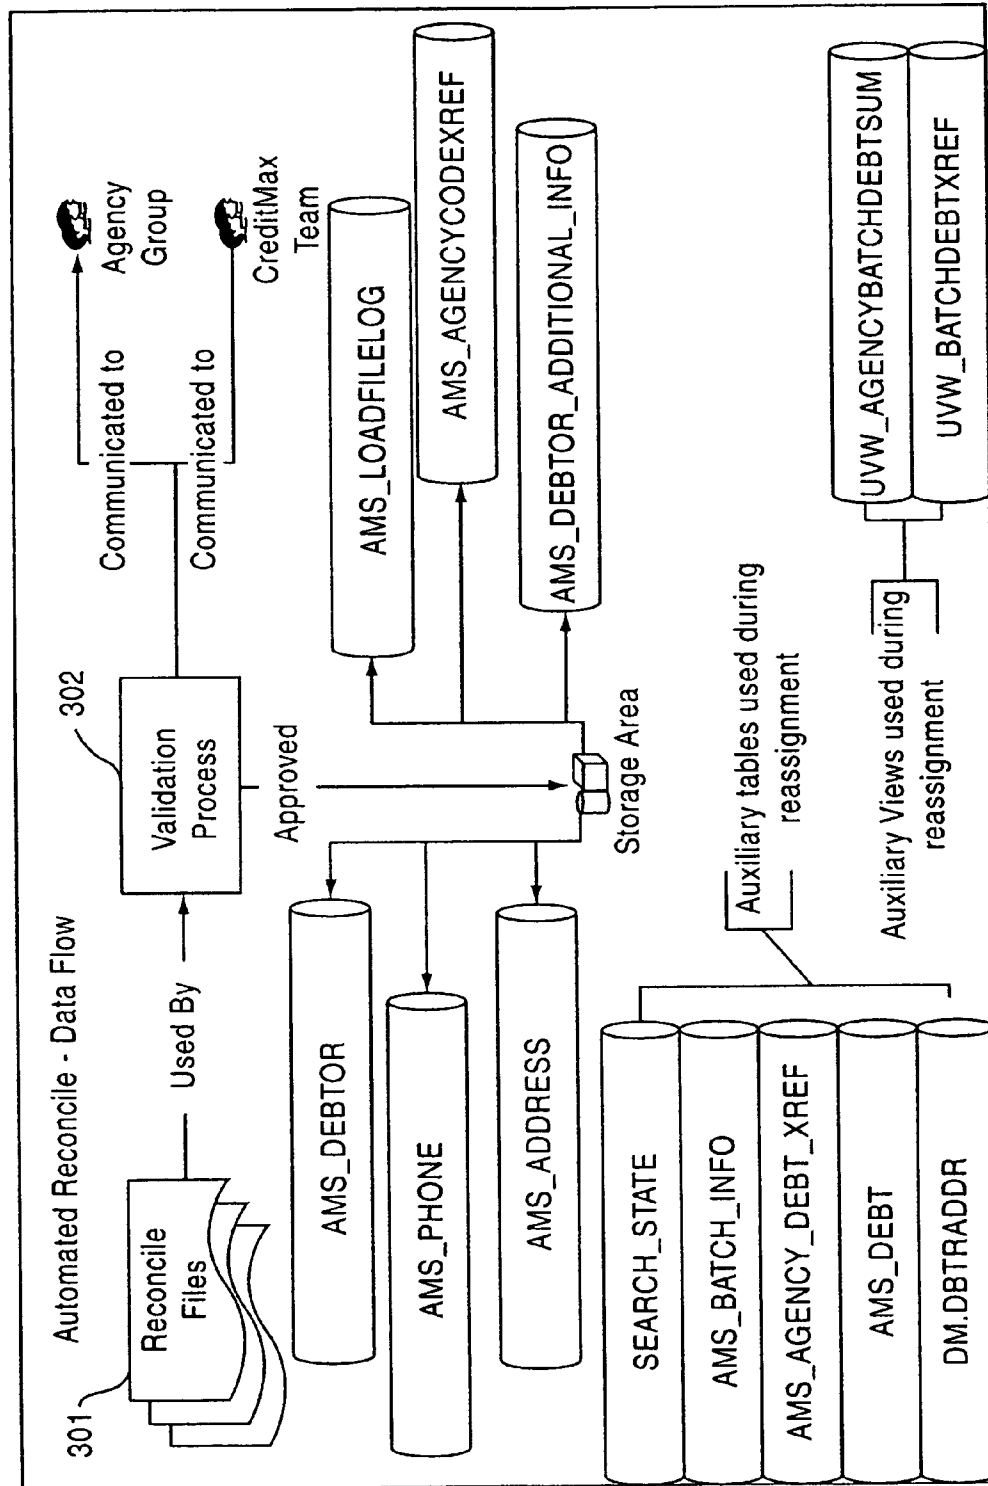 Automated Reconcile - Data Flow
301
Reconcile
Files
Used By
302
Validation
Process
Communicated to
Agency
Group
Communicated to
CreditMax
Team
Approved
AMS_DEBTOR
AMS_PHONE
AMS_ADDRESS
Storage Area
AMS_LOADFILELOG
AMS_AGENCYCODEXREF
AMS_DEBTOR_ADDITIONAL_INFO
SEARCH_STATE
AMS_BATCH_INFO
AMS_AGENCY_DEBT_XREF
AMS_DEBT
DM.DBTRADDR
Auxiliary tables used during
reassignment
Auxiliary Views used during
reassignment
UVW_AGENCYBATCHDEBTSUM
UVW_BATCHDEBTXREF